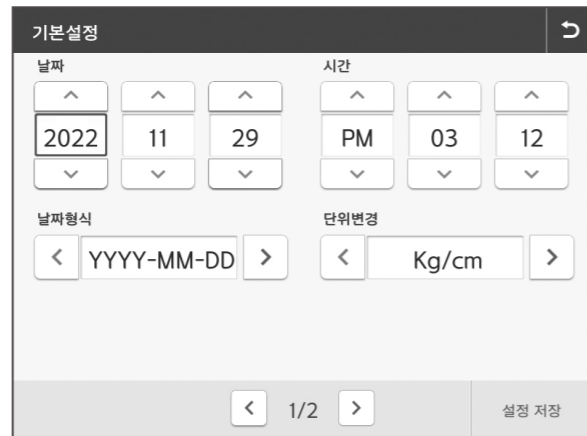 기본설정
날짜 시간
2022 11 29 PM 03 12
날짜형식 단위변경
YYYY-MM-DD Kg/cm
1/2 설정 저장